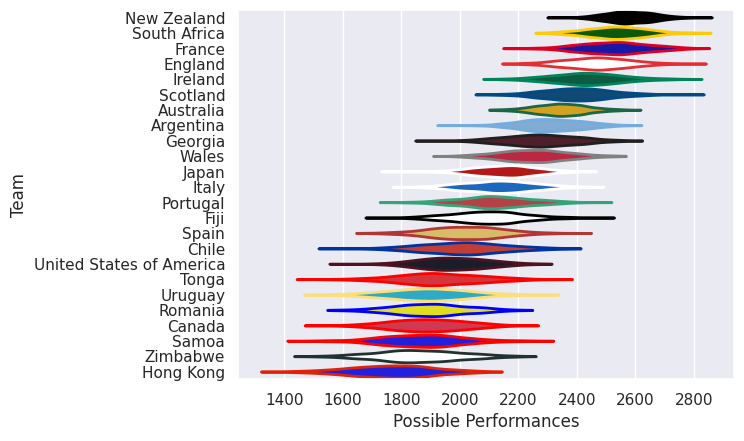 New Zealand
South Africa
France
England
Ireland
Scotland
Australia
Argentina
Georgia
Wales
Japan
Italy
Portugal
Fiji
Spain
Chile
United States of America
Tonga
Uruguay
Romania
Canada
Samoa
Zimbabwe
Hong Kong
Team
1400 1600 1800 2000 2200 2400 2600 2800
Possible Performances